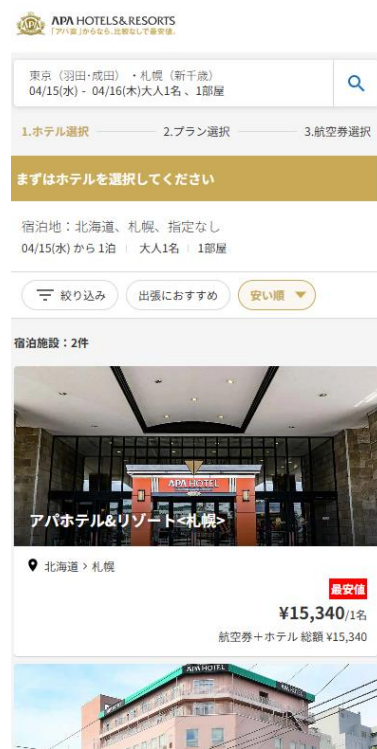 APA HOTELS&RESORTS
「アパ直」からなら、比較なしで最安値。
東京（羽田・成田）・札幌（新千歳）
04/15(水) - 04/16(木)大人1名 、1部屋
1.ホテル選択 2.プラン選択 3.航空券選択
まずはホテルを選択してください
宿泊地：北海道、札幌、指定なし
04/15(水) から 1泊 | 大人1名 | 1部屋
絞り込み 出張におすすめ 安い順
宿泊施設：2件
APA HOTEL
アパホテル&リゾート<札幌>
北海道 › 札幌
最安値
¥15,340/1名
航空券＋ホテル 総額 ¥15,340
APA HOTEL